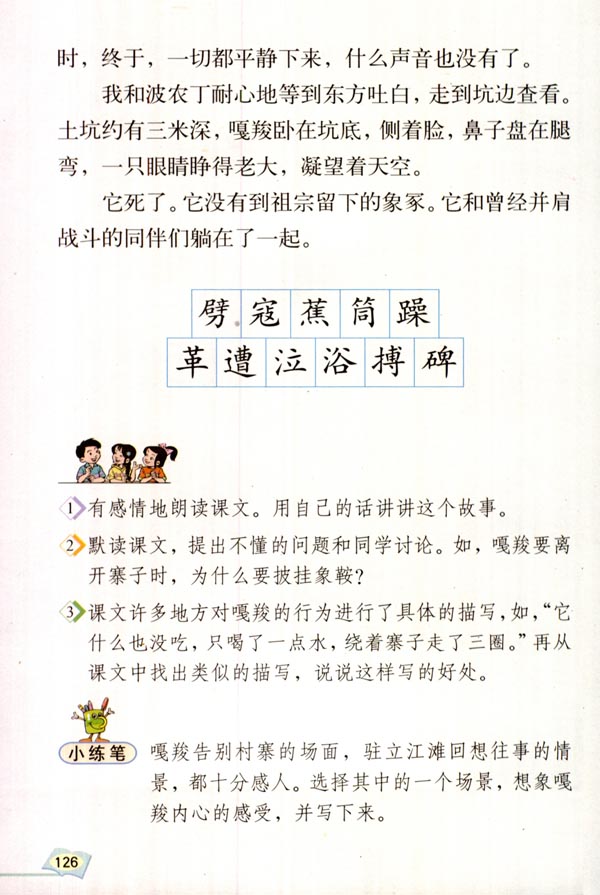 时，终于，一切都平静下来，什么声音也没有了。
我和波农丁耐心地等到东方吐白，走到坑边查看。
土坑约有三米深，嘎羧卧在坑底，侧着脸，鼻子盘在腿
弯，一只眼睛睁得老大，凝望着天空。
它死了。它没有到祖宗留下的象冢。它和曾经并肩
战斗的同伴们躺在了一起。
劈寇蕉筒躁
革遭泣浴搏碑
1 有感情地朗读课文。用自己的话讲讲这个故事。
2 默读课文，提出不懂的问题和同学讨论。如，嘎羧要离
开寨子时，为什么要披挂象鞍？
3 课文许多地方对嘎羧的行为进行了具体的描写，如，“它
什么也没吃，只喝了一点水，绕着寨子走了三圈。”再从
课文中找出类似的描写，说说这样写的好处。
小练笔 嘎羧告别村寨的场面，驻立江滩回想往事的情
景，都十分感人。选择其中的一个场景，想象嘎
羧内心的感受，并写下来。
126